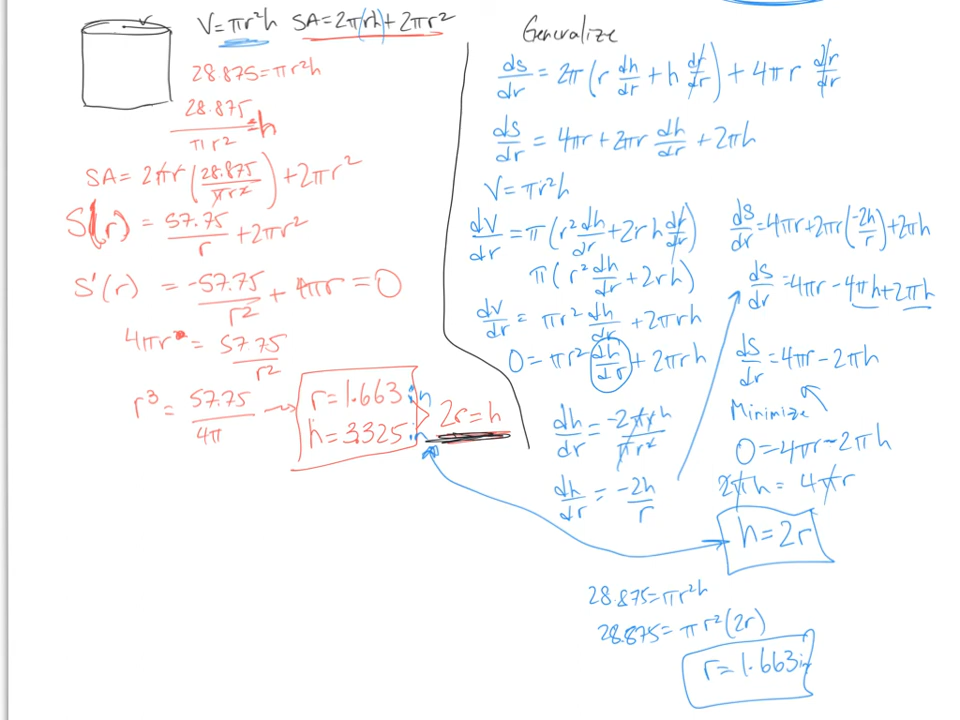 r
V=πr²h SA=2π(rh)+2πr²
28.875=πr²h
28.875/πr² = h
SA=2πr(28.875/πr²)+2πr²
S(r)=57.75/r+2πr²
S'(r)=-57.75/r²+4πr=0
4πr=57.75/r²
r³=57.75/4π →
r=1.663in
h=3.325in
2r=h
Generalize
ds/dr=2π(r dh/dr+h dr/dr)+4πr dr/dr
ds/dr=4πr+2πr dh/dr+2πh
V=πr²h
dV/dr=π(r² dh/dr+2rh dr/dr)
π(r² dh/dr+2rh)
dV/dr=πr² dh/dr+2πrh
0=πr² dh/dr+2πrh
dh/dr=-2πrh/πr²
dh/dr=-2h/r
ds/dr=4πr+2πr(-2h/r)+2πh
ds/dr=4πr-4πh+2πh
ds/dr=4πr-2πh
Minimize
0=4πr-2πh
2πh=4πr
h=2r
28.875=πr²h
28.875=πr²(2r)
r=1.663in